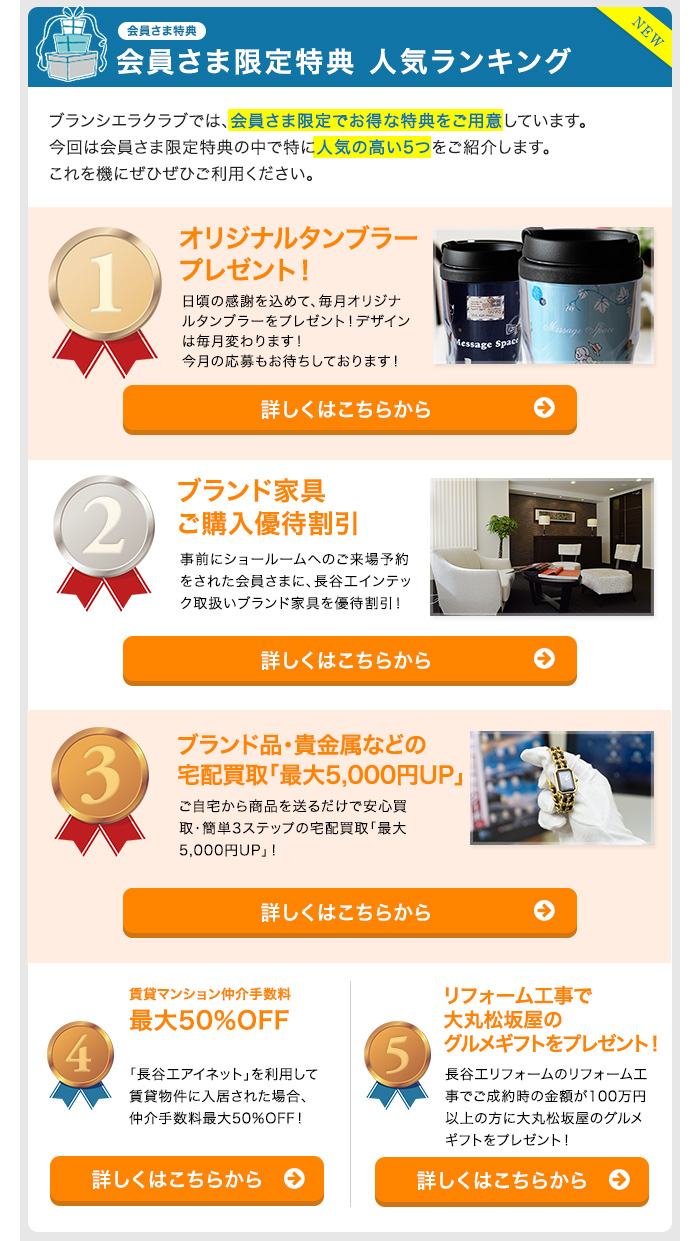 会員さま特典
会員さま限定特典 人気ランキング
NEW
ブランシエラクラブでは、会員さま限定でお得な特典をご用意しています。
今回は会員さま限定特典の中で特に人気の高い5つをご紹介します。
これを機にぜひぜひご利用ください。
1
オリジナルタンブラー
プレゼント！
日頃の感謝を込めて、毎月オリジナ
ルタンブラーをプレゼント！デザイン
は毎月変わります！
今月の応募もお待ちしております！
Message Space
Message Space
詳しくはこちらから
2
ブランド家具
ご購入優待割引
事前にショールームへのご来場予約
をされた会員さまに、長谷工インテッ
ク取扱いブランド家具を優待割引！
詳しくはこちらから
3
ブランド品・貴金属などの
宅配買取「最大5,000円UP」
ご自宅から商品を送るだけで安心買
取・簡単3ステップの宅配買取「最大
5,000円UP」！
詳しくはこちらから
4
賃貸マンション仲介手数料
最大50%OFF
「長谷工アイネット」を利用して
賃貸物件に入居された場合、
仲介手数料最大50%OFF！
詳しくはこちらから
5
リフォーム工事で
大丸松坂屋の
グルメギフトをプレゼント！
長谷工リフォームのリフォーム工
事でご成約時の金額が100万円
以上の方に大丸松坂屋のグルメ
ギフトをプレゼント！
詳しくはこちらから